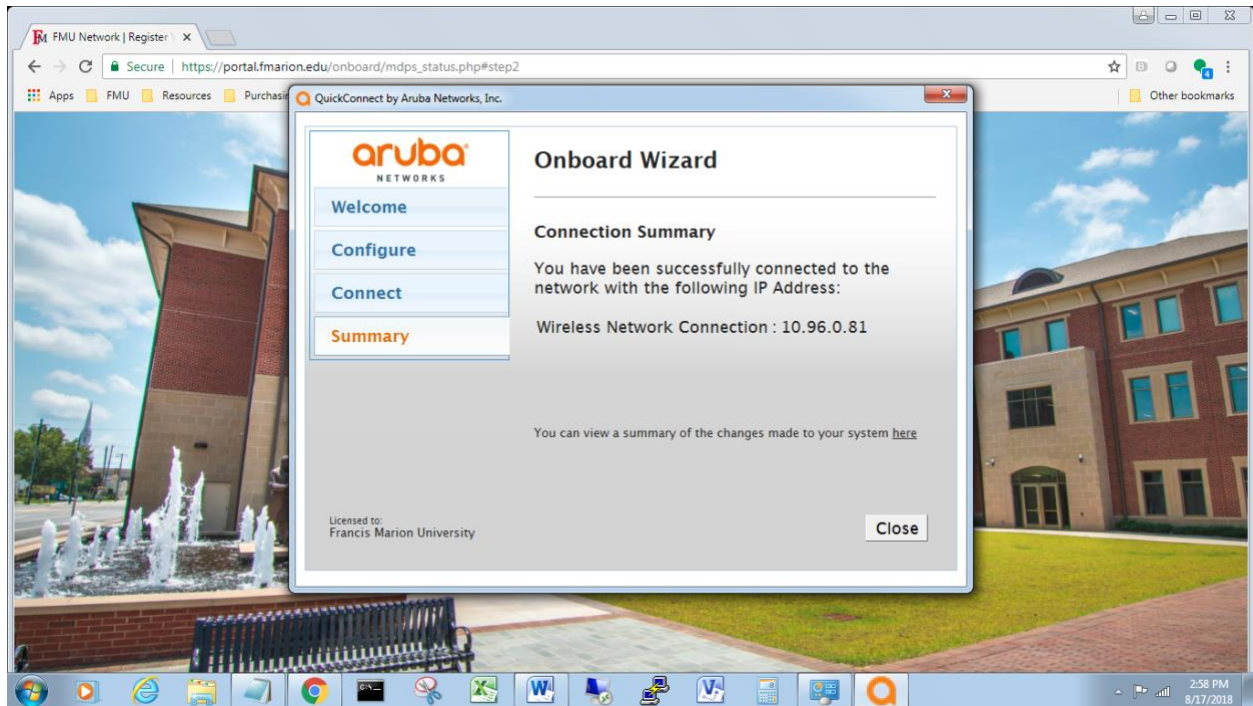 FMU Network | Register
Secure | https://portal.fmarion.edu/onboard/mdps_status.php#step2
4
Apps FMU Resources Other bookmarks
QuickConnect by Aruba Networks, Inc.
aruba
NETWORKS
Welcome
Configure
Connect
Summary
Onboard Wizard
Connection Summary
You have been successfully connected to the
network with the following IP Address:
Wireless Network Connection : 10.96.0.81
You can view a summary of the changes made to your system here
Licensed to:
Francis Marion University
Close
2:58 PM
8/17/2018